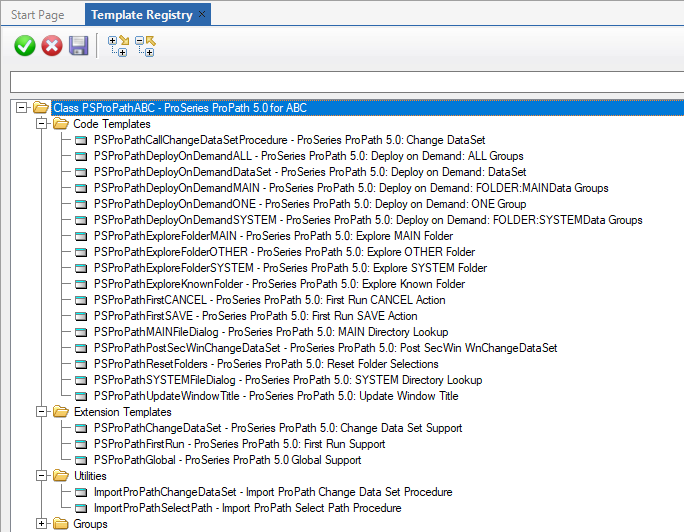 Start Page
Template Registry ×
Class PSProPathABC - ProSeries ProPath 5.0 for ABC
Code Templates
PSProPathCallChangeDataSetProcedure - ProSeries ProPath 5.0: Change DataSet
PSProPathDeployOnDemandALL - ProSeries ProPath 5.0: Deploy on Demand: ALL Groups
PSProPathDeployOnDemandDataSet - ProSeries ProPath 5.0: Deploy on Demand: DataSet
PSProPathDeployOnDemandMAIN - ProSeries ProPath 5.0: Deploy on Demand: FOLDER:MAINData Groups
PSProPathDeployOnDemandONE - ProSeries ProPath 5.0: Deploy on Demand: ONE Group
PSProPathDeployOnDemandSYSTEM - ProSeries ProPath 5.0: Deploy on Demand: FOLDER:SYSTEMData Groups
PSProPathExploreFolderMAIN - ProSeries ProPath 5.0: Explore MAIN Folder
PSProPathExploreFolderOTHER - ProSeries ProPath 5.0: Explore OTHER Folder
PSProPathExploreFolderSYSTEM - ProSeries ProPath 5.0: Explore SYSTEM Folder
PSProPathExploreKnownFolder - ProSeries ProPath 5.0: Explore Known Folder
PSProPathFirstCANCEL - ProSeries ProPath 5.0: First Run CANCEL Action
PSProPathFirstSAVE - ProSeries ProPath 5.0: First Run SAVE Action
PSProPathMAINFileDialog - ProSeries ProPath 5.0: MAIN Directory Lookup
PSProPathPostSecWinChangeDataSet - ProSeries ProPath 5.0: Post SecWin WnChangeDataSet
PSProPathResetFolders - ProSeries ProPath 5.0: Reset Folder Selections
PSProPathSYSTEMFileDialog - ProSeries ProPath 5.0: SYSTEM Directory Lookup
PSProPathUpdateWindowTitle - ProSeries ProPath 5.0: Update Window Title
Extension Templates
PSProPathChangeDataSet - ProSeries ProPath 5.0: Change Data Set Support
PSProPathFirstRun - ProSeries ProPath 5.0: First Run Support
PSProPathGlobal - ProSeries ProPath 5.0 Global Support
Utilities
ImportProPathChangeDataSet - Import ProPath Change Data Set Procedure
ImportProPathSelectPath - Import ProPath Select Path Procedure
Groups